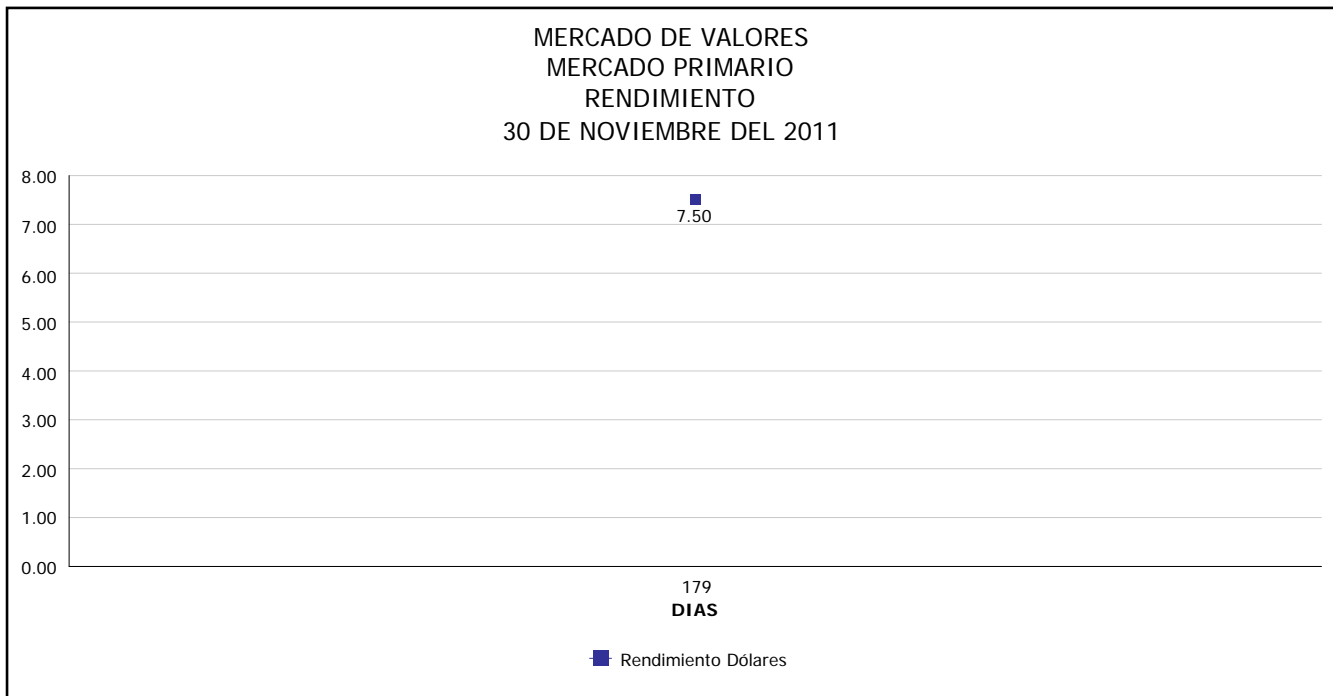 MERCADO DE VALORES
MERCADO PRIMARIO
RENDIMIENTO
30 DE NOVIEMBRE DEL 2011
8.00
7.50
7.00
6.00
5.00
4.00
3.00
2.00
1.00
0.00
179
DIAS
Rendimiento Dólares